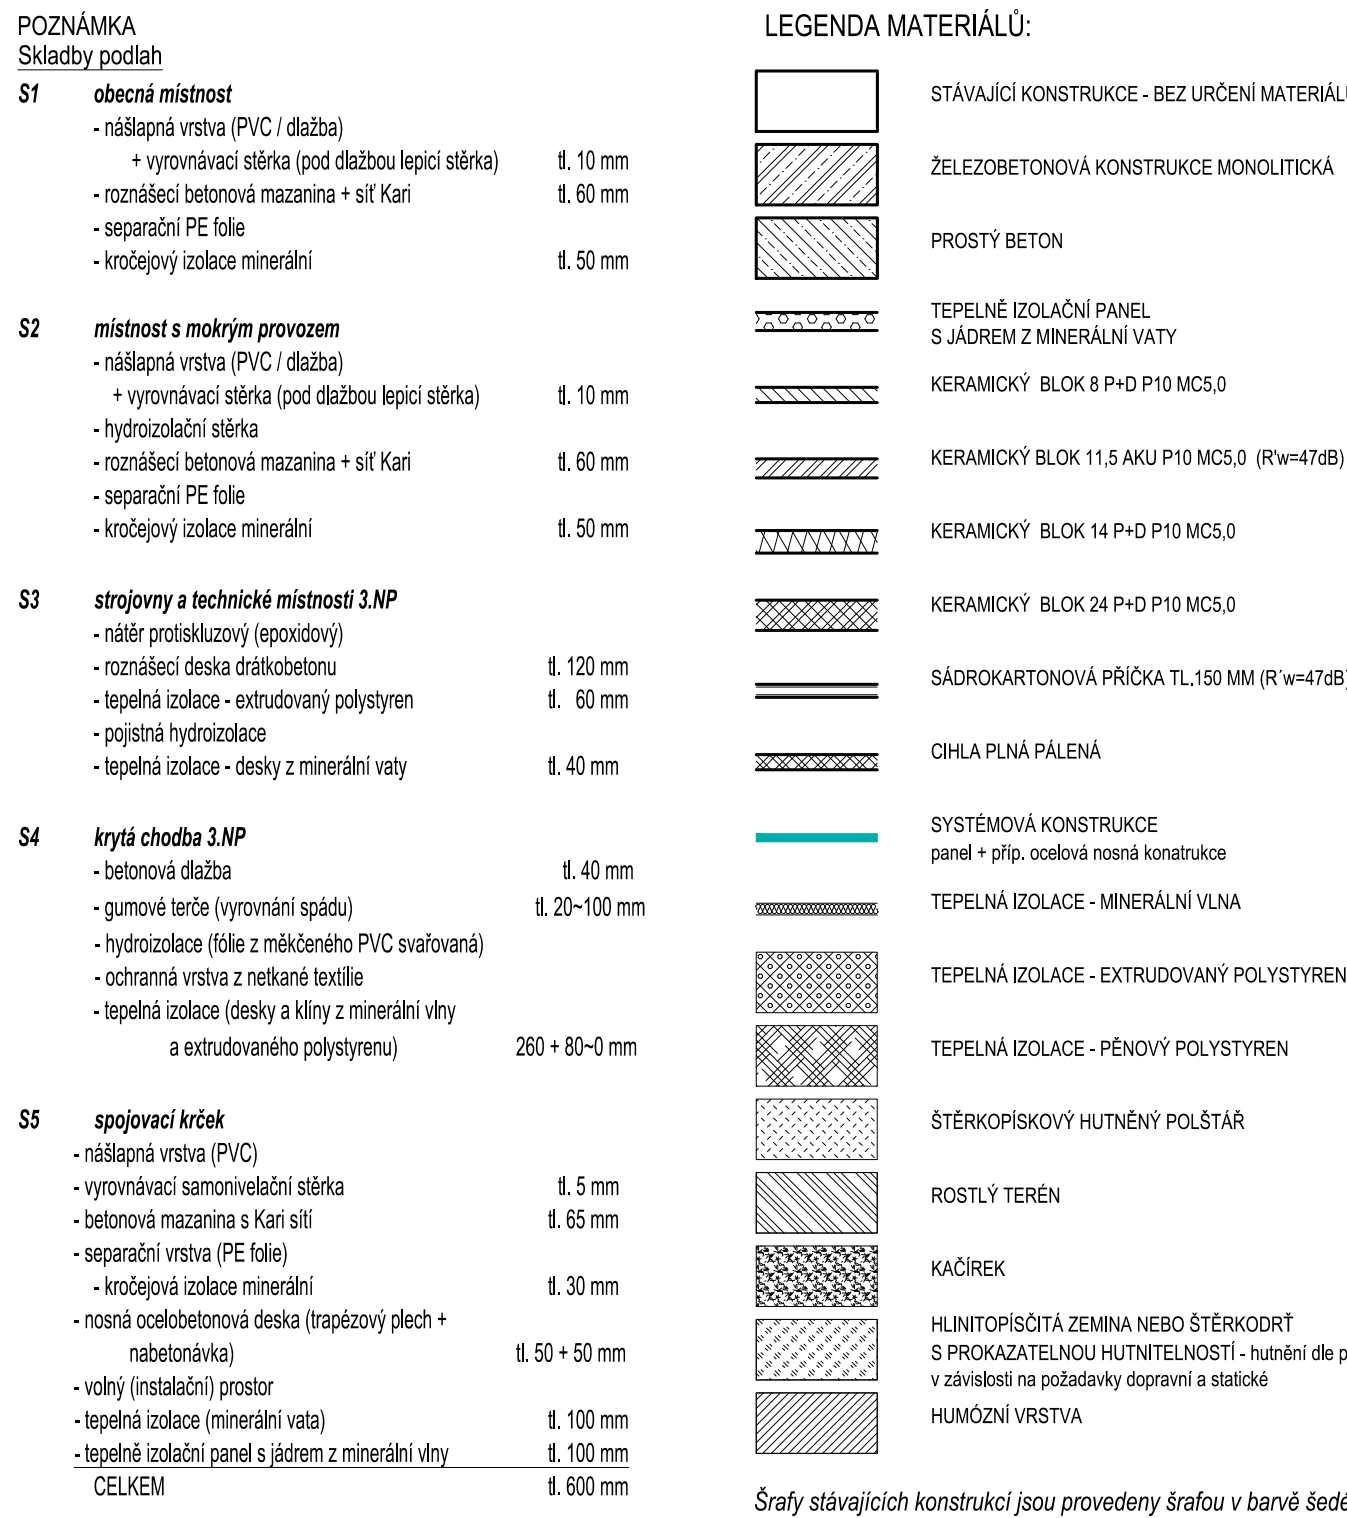 POZNÁMKA
Skladby podlah
S1 obecná místnost
- nášlapná vrstva (PVC / dlažba)
+ vyrovnávací stěrka (pod dlažbou lepicí stěrka) tl. 10 mm
- roznášecí betonová mazanina + síť Kari tl. 60 mm
- separační PE folie
- kročejový izolace minerální tl. 50 mm
S2 místnost s mokrým provozem
- nášlapná vrstva (PVC / dlažba)
+ vyrovnávací stěrka (pod dlažbou lepicí stěrka) tl. 10 mm
- hydroizolační stěrka
- roznášecí betonová mazanina + síť Kari tl. 60 mm
- separační PE folie
- kročejový izolace minerální tl. 50 mm
S3 strojovny a technické místnosti 3.NP
- nátěr protiskluzový (epoxidový)
- roznášecí deska drátkobetonu tl. 120 mm
- tepelná izolace - extrudovaný polystyren tl. 60 mm
- pojistná hydroizolace
- tepelná izolace - desky z minerální vaty tl. 40 mm
S4 krytá chodba 3.NP
- betonová dlažba tl. 40 mm
- gumové terče (vyrovnání spádu) tl. 20~100 mm
- hydroizolace (fólie z měkčeného PVC svařovaná)
- ochranná vrstva z netkané textílie
- tepelná izolace (desky a klíny z minerální vlny
a extrudovaného polystyrenu) 260 + 80~0 mm
S5 spojovací krček
- nášlapná vrstva (PVC)
- vyrovnávací samonivelační stěrka tl. 5 mm
- betonová mazanina s Kari sítí tl. 65 mm
- separační vrstva (PE folie)
- kročejová izolace minerální tl. 30 mm
- nosná ocelobetonová deska (trapézový plech +
nabetonávka) tl. 50 + 50 mm
- volný (instalační) prostor
- tepelná izolace (minerální vata) tl. 100 mm
- tepelně izolační panel s jádrem z minerální vlny tl. 100 mm
CELKEM tl. 600 mm
LEGENDA MATERIÁLŮ:
STÁVAJÍCÍ KONSTRUKCE - BEZ URČENÍ MATERIÁLU
ŽELEZOBETONOVÁ KONSTRUKCE MONOLITICKÁ
PROSTÝ BETON
TEPELNĚ IZOLAČNÍ PANEL
S JÁDREM Z MINERÁLNÍ VATY
KERAMICKÝ BLOK 8 P+D P10 MC5,0
KERAMICKÝ BLOK 11,5 AKU P10 MC5,0 (R'w=47dB)
KERAMICKÝ BLOK 14 P+D P10 MC5,0
KERAMICKÝ BLOK 24 P+D P10 MC5,0
SÁDROKARTONOVÁ PŘÍČKA TL.150 MM (R´w=47dB)
CIHLA PLNÁ PÁLENÁ
SYSTÉMOVÁ KONSTRUKCE
panel + příp. ocelová nosná konatrukce
TEPELNÁ IZOLACE - MINERÁLNÍ VLNA
TEPELNÁ IZOLACE - EXTRUDOVANÝ POLYSTYREN
TEPELNÁ IZOLACE - PĚNOVÝ POLYSTYREN
ŠTĚRKOPÍSKOVÝ HUTNĚNÝ POLŠTÁŘ
ROSTLÝ TERÉN
KAČÍREK
HLINITOPÍSČITÁ ZEMINA NEBO ŠTĚRKODRŤ
S PROKAZATELNOU HUTNITELNOSTÍ - hutnění dle p
v závislosti na požadavky dopravní a statické
HUMÓZNÍ VRSTVA
Šrafy stávajících konstrukcí jsou provedeny šrafou v barvě šedé